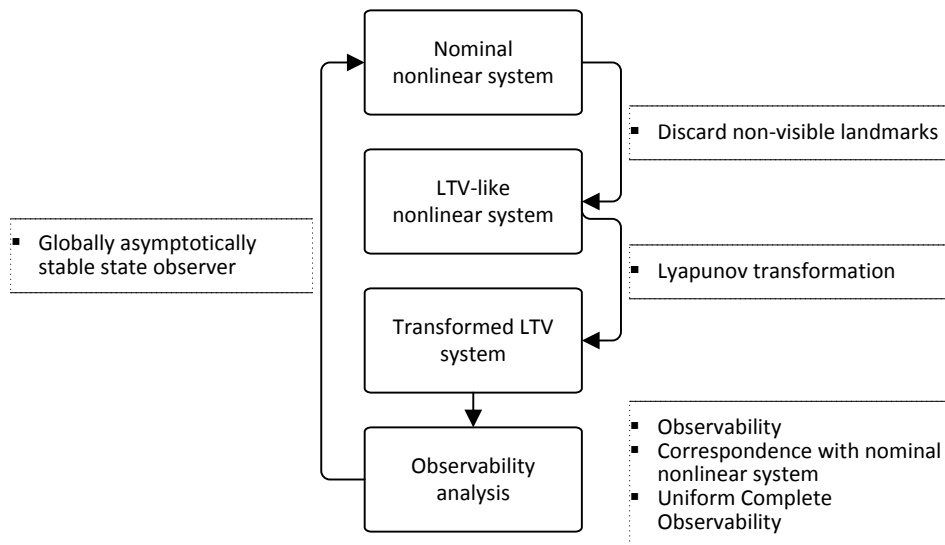 Nominal
nonlinear system
▪ Discard non-visible landmarks
LTV-like
nonlinear system
▪ Globally asymptotically
stable state observer
▪ Lyapunov transformation
Transformed LTV
system
Observability
analysis
▪ Observability
▪ Correspondence with nominal
nonlinear system
▪ Uniform Complete
Observability